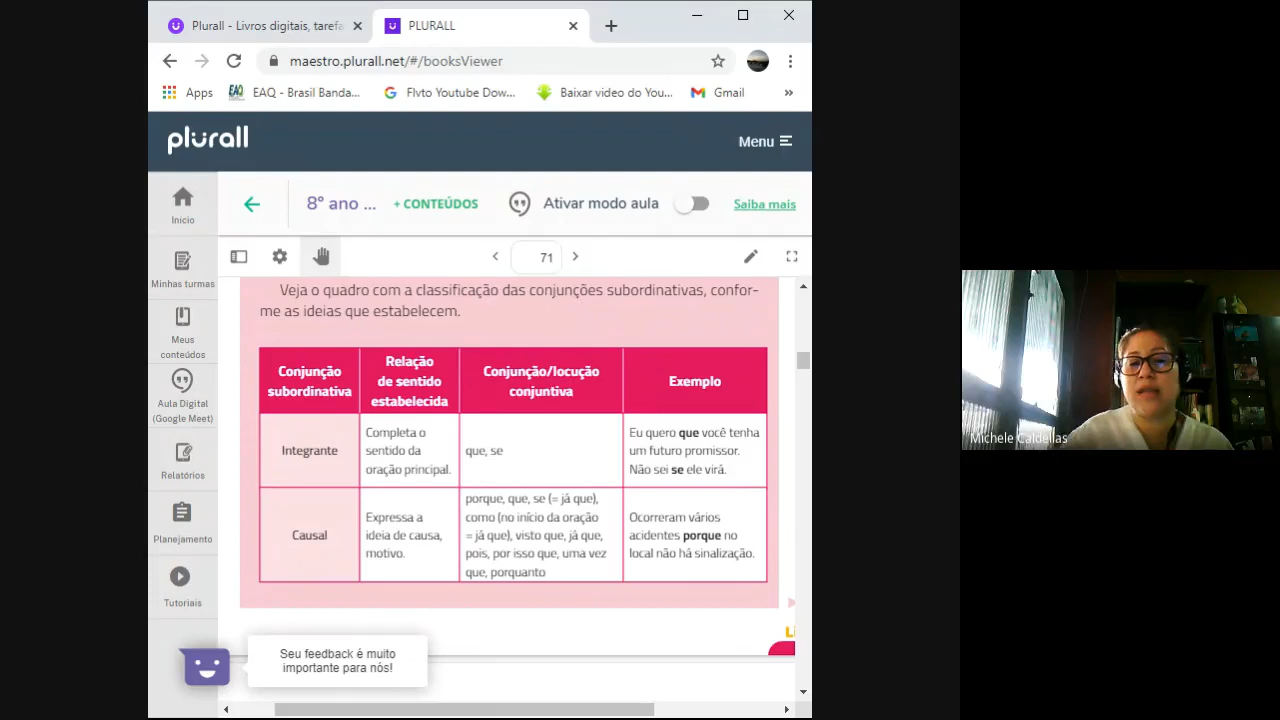 Plurall - Livros digitais, tarefa
PLURALL
maestro.plurall.net/#/booksViewer
Apps
EAQ - Brasil Banda...
Flvto Youtube Dow...
Baixar video do You...
Gmail
»
plurall
Menu
8º ano ...
+ CONTEÚDOS
Ativar modo aula
Saiba mais
71
Início
Minhas turmas
Meus
conteúdos
Aula Digital
(Google Meet)
Relatórios
Planejamento
Tutoriais
Veja o quadro com a classificação das conjunções subordinativas, confor-
me as ideias que estabelecem.
Conjunção
subordinativa
Relação
de sentido
estabelecida
Conjunção/locução
conjuntiva
Exemplo
Integrante
Completa o
sentido da
oração principal.
que, se
Eu quero que você tenha
um futuro promissor.
Não sei se ele virá.
Causal
Expressa a
ideia de causa,
motivo.
porque, que, se (= já que),
como (no início da oração
= já que), visto que, já que,
pois, por isso que, uma vez
que, porquanto
Ocorreram vários
acidentes porque no
local não há sinalização.
Seu feedback é muito
importante para nós!
Michele Caldellas